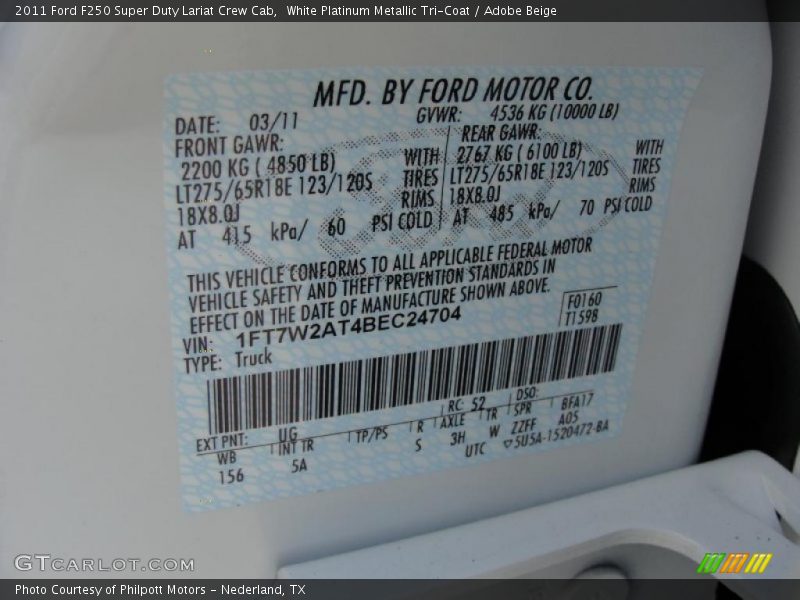 2011 Ford F250 Super Duty Lariat Crew Cab, White Platinum Metallic Tri-Coat / Adobe Beige
MFD. BY FORD MOTOR CO.
DATE: 03/11 GVWR: 4536 KG (10000 LB)
FRONT GAWR: REAR GAWR:
2200 KG ( 4850 LB) WITH 2767 KG ( 6100 LB) WITH
LT275/65R18E 123/120S TIRES LT275/65R18E 123/120S TIRES
18X8.0J RIMS 18X8.0J RIMS
AT 415 kPa/ 60 PSI COLD AT 485 kPa/ 70 PSI COLD
THIS VEHICLE CONFORMS TO ALL APPLICABLE FEDERAL MOTOR
VEHICLE SAFETY AND THEFT PREVENTION STANDARDS IN
EFFECT ON THE DATE OF MANUFACTURE SHOWN ABOVE.
VIN: 1FT7W2AT4BEC24704
F0160
T1598
TYPE: Truck
EXT PNT: UG RC: 52 DSO:
WB INT TR TP/PS R AXLE TR SPR BFA17
156 5A S 3H W ZZFF A05
UTC 5U5A-1520472-BA
GTCARLOT.COM
Photo Courtesy of Philpott Motors - Nederland, TX